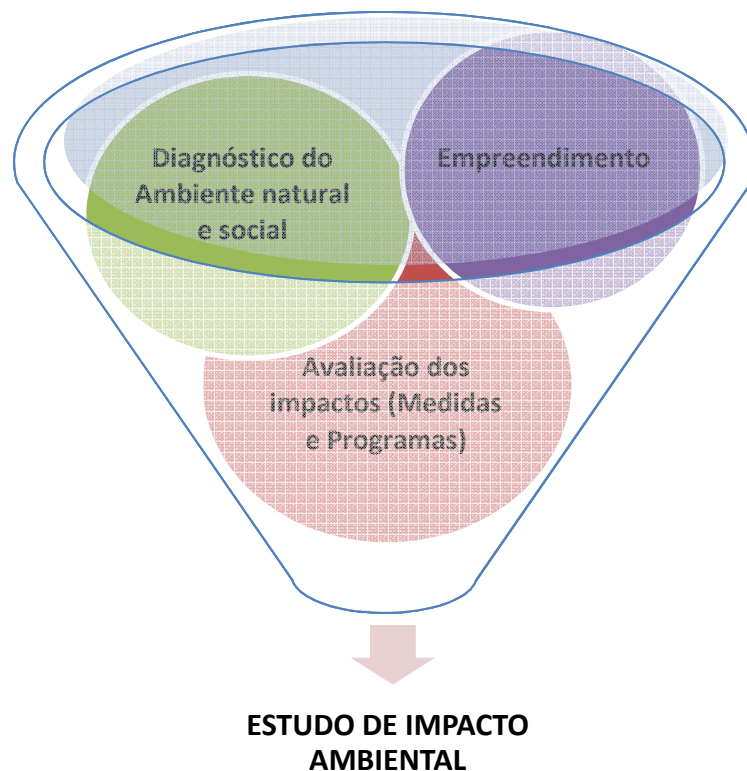 Diagnóstico do
Ambiente natural
e social
Empreendimento
Avaliação dos
impactos (Medidas
e Programas)
ESTUDO DE IMPACTO
AMBIENTAL